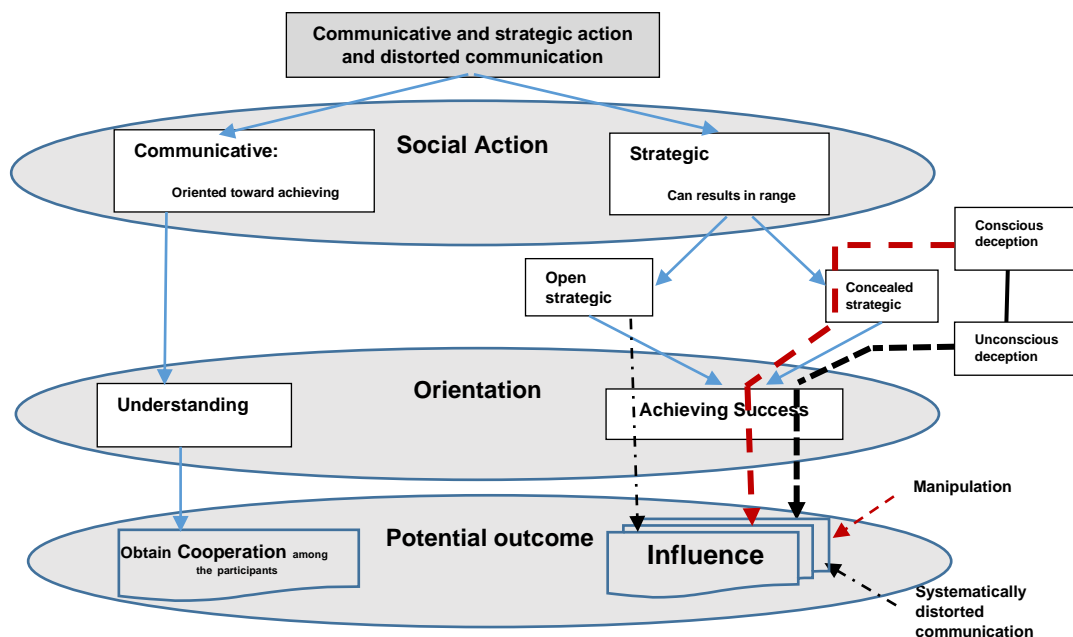 Communicative and strategic action
and distorted communication
Social Action
Communicative:
Oriented toward achieving
Strategic
Can results in range
Conscious
deception
Open
strategic
Concealed
strategic
Unconscious
deception
Orientation
Understanding
Achieving Success
Manipulation
Potential outcome
Obtain Cooperation among
the participants
Influence
Systematically
distorted
communication